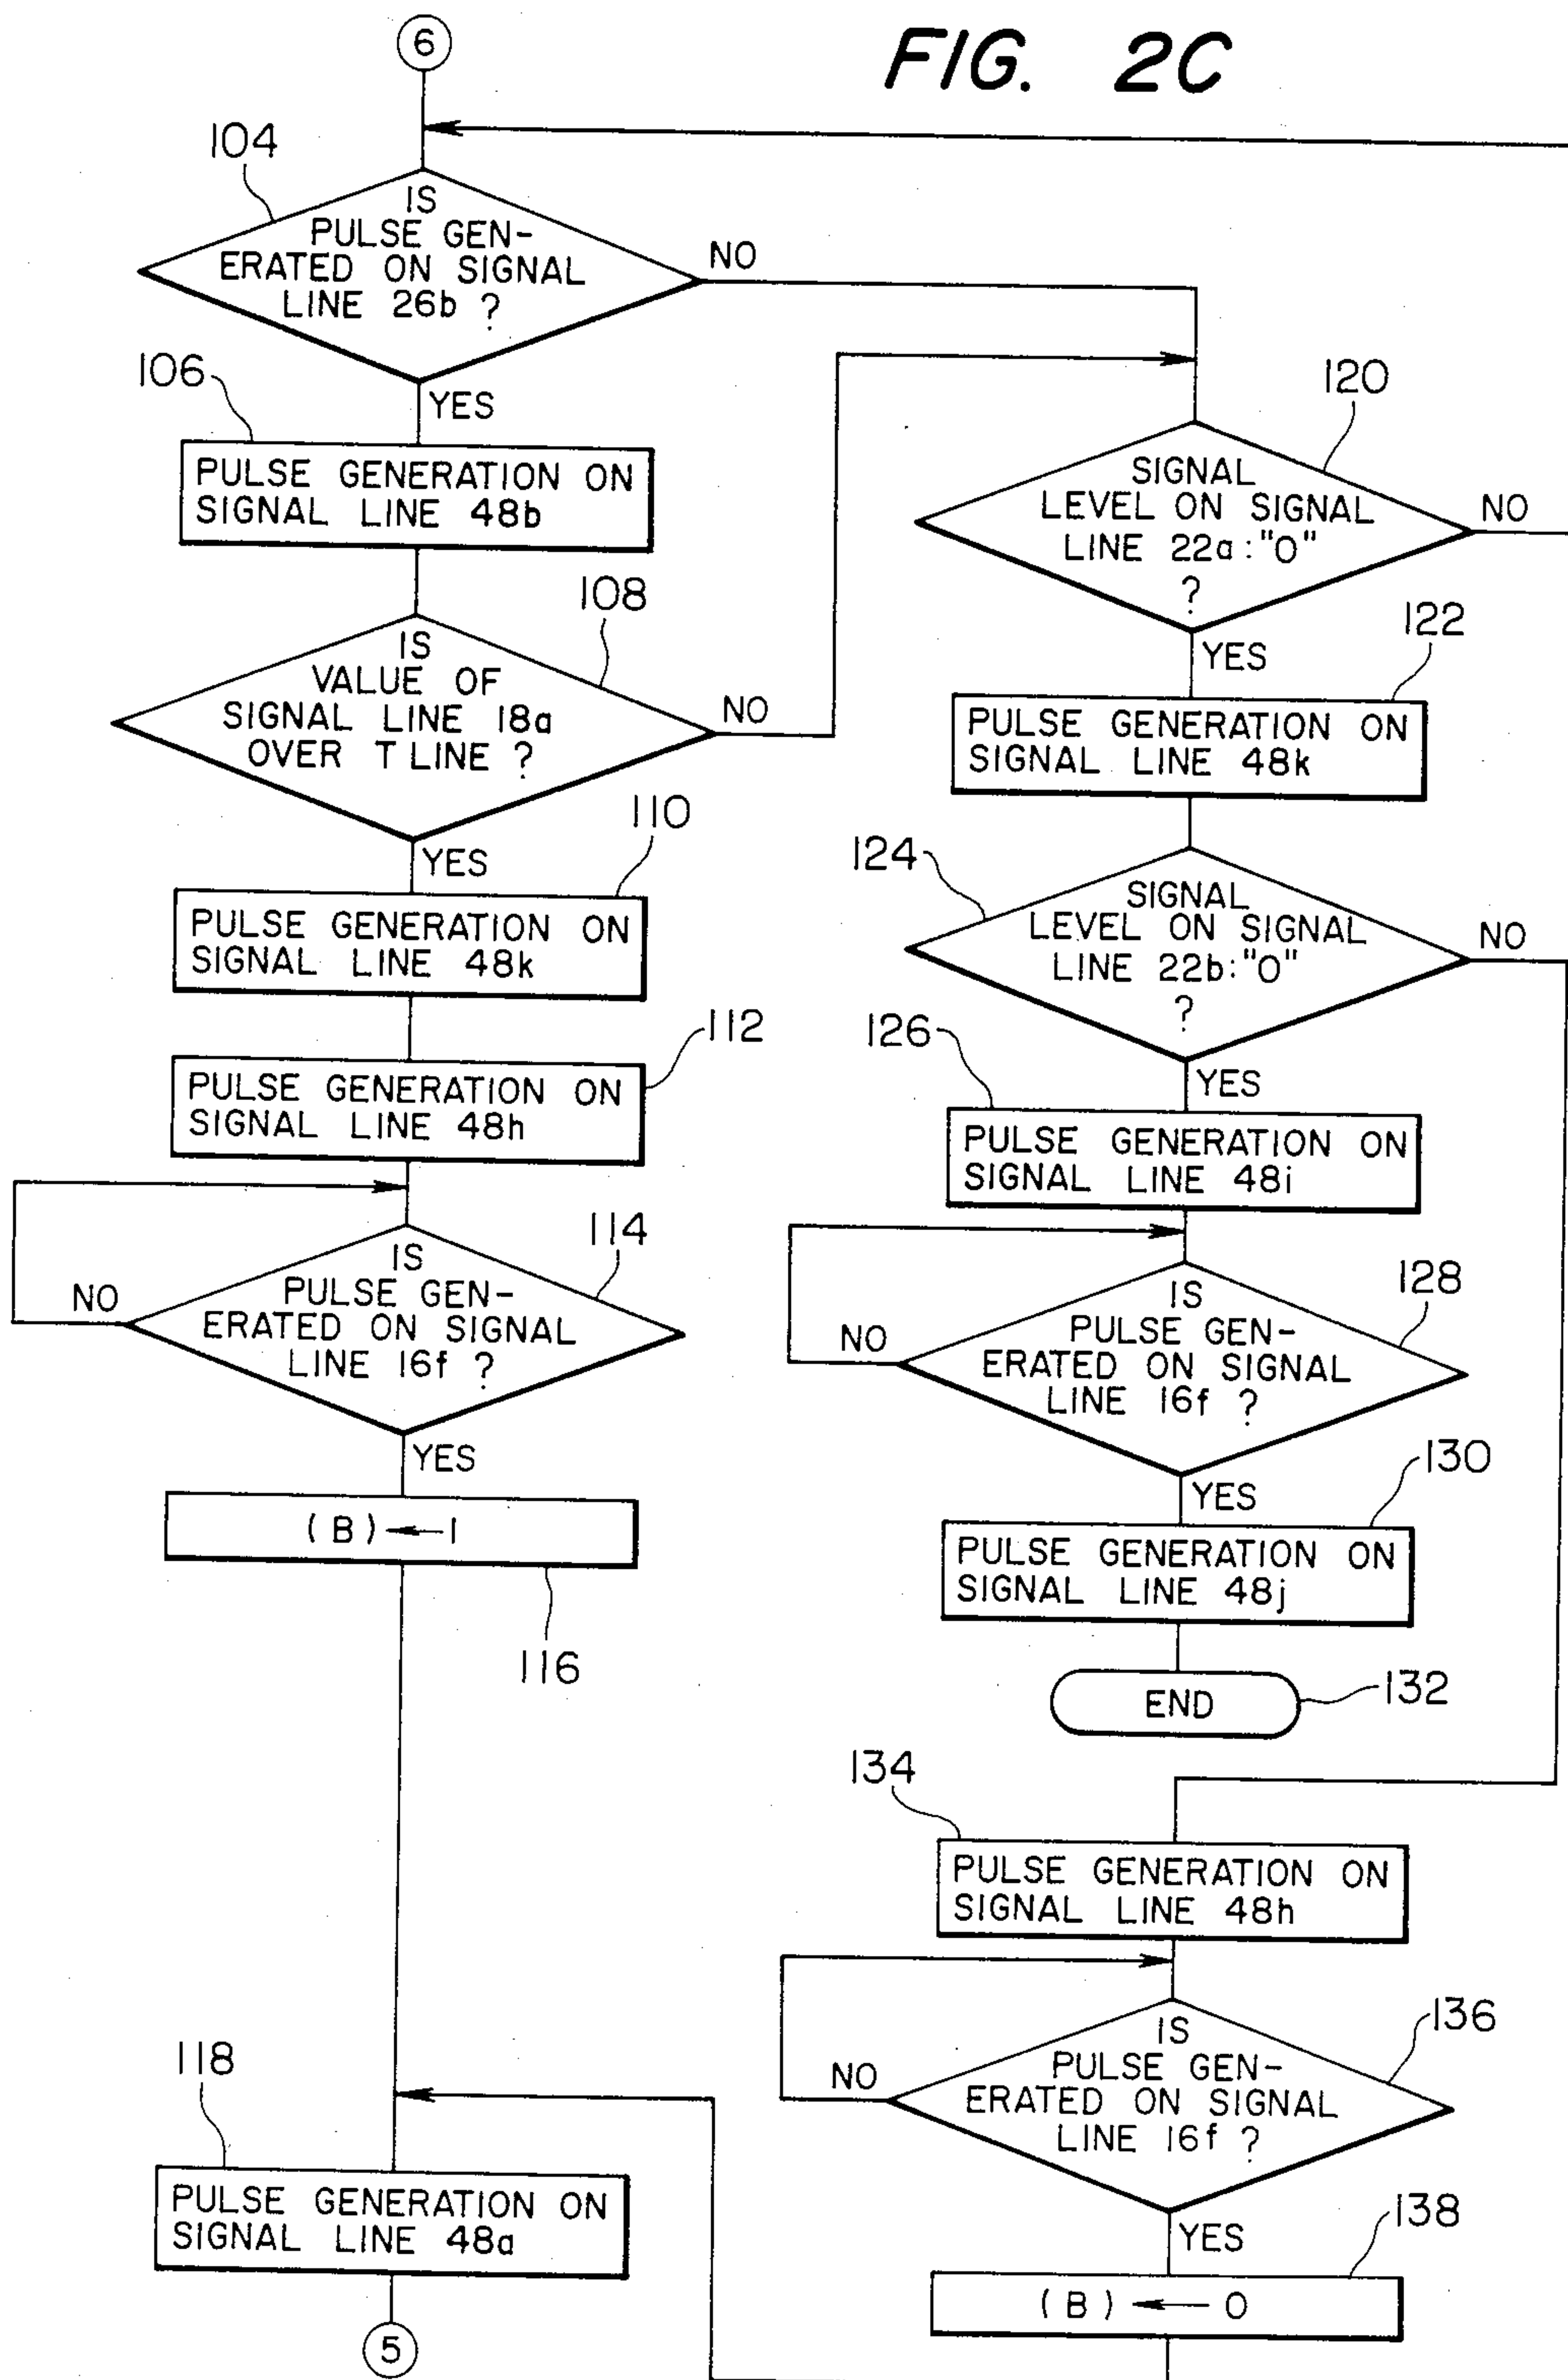 6
FIG. 2C
104
IS
PULSE GEN-
ERATED ON SIGNAL
LINE 26b ?
NO
YES
106
PULSE GENERATION ON
SIGNAL LINE 48b
108
IS
VALUE OF
SIGNAL LINE 18a
OVER T LINE ?
NO
YES
110
PULSE GENERATION ON
SIGNAL LINE 48k
112
PULSE GENERATION ON
SIGNAL LINE 48h
114
IS
PULSE GEN-
ERATED ON SIGNAL
LINE 16f ?
NO
YES
(B)←1
116
118
PULSE GENERATION ON
SIGNAL LINE 48a
5
120
SIGNAL
LEVEL ON SIGNAL
LINE 22a:"0"
?
NO
YES
122
PULSE GENERATION ON
SIGNAL LINE 48k
124
SIGNAL
LEVEL ON SIGNAL
LINE 22b:"0"
?
NO
YES
126
PULSE GENERATION ON
SIGNAL LINE 48i
128
IS
PULSE GEN-
ERATED ON SIGNAL
LINE 16f ?
NO
YES
130
PULSE GENERATION ON
SIGNAL LINE 48j
END
132
134
PULSE GENERATION ON
SIGNAL LINE 48h
136
IS
PULSE GEN-
ERATED ON SIGNAL
LINE 16f ?
NO
YES
138
(B) ← 0